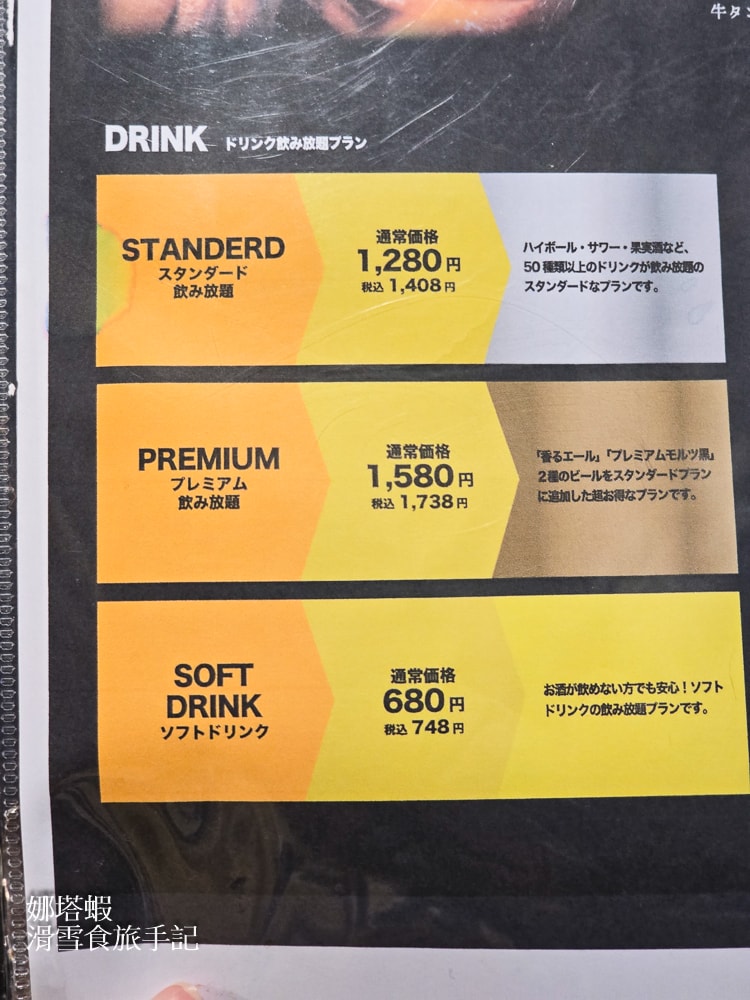 牛タン
DRINK ドリンク飲み放題プラン
STANDERD
スタンダード
飲み放題
通常価格
1,280円
税込 1,408円
ハイボール・サワー・果実酒など、
50種類以上のドリンクが飲み放題の
スタンダードなプランです。
PREMIUM
プレミアム
飲み放題
通常価格
1,580円
税込 1,738円
「香るエール」「プレミアムモルツ黒」
2種のビールをスタンダードプラン
に追加した超お得なプランです。
SOFT
DRINK
ソフトドリンク
通常価格
680円
税込 748円
お酒が飲めない方でも安心！ソフト
ドリンクの飲み放題プランです。
娜塔蝦
滑雪食旅手記